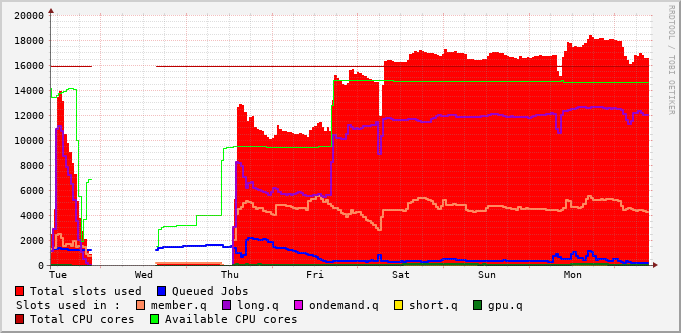 20000
18000
16000
14000
12000
10000
8000
6000
4000
2000
0
Tue Wed Thu Fri Sat Sun Mon
RRDTOOL / TOBI OETIKER
Total slots used Queued Jobs
Slots used in : member.q long.q ondemand.q short.q gpu.q
Total CPU cores Available CPU cores